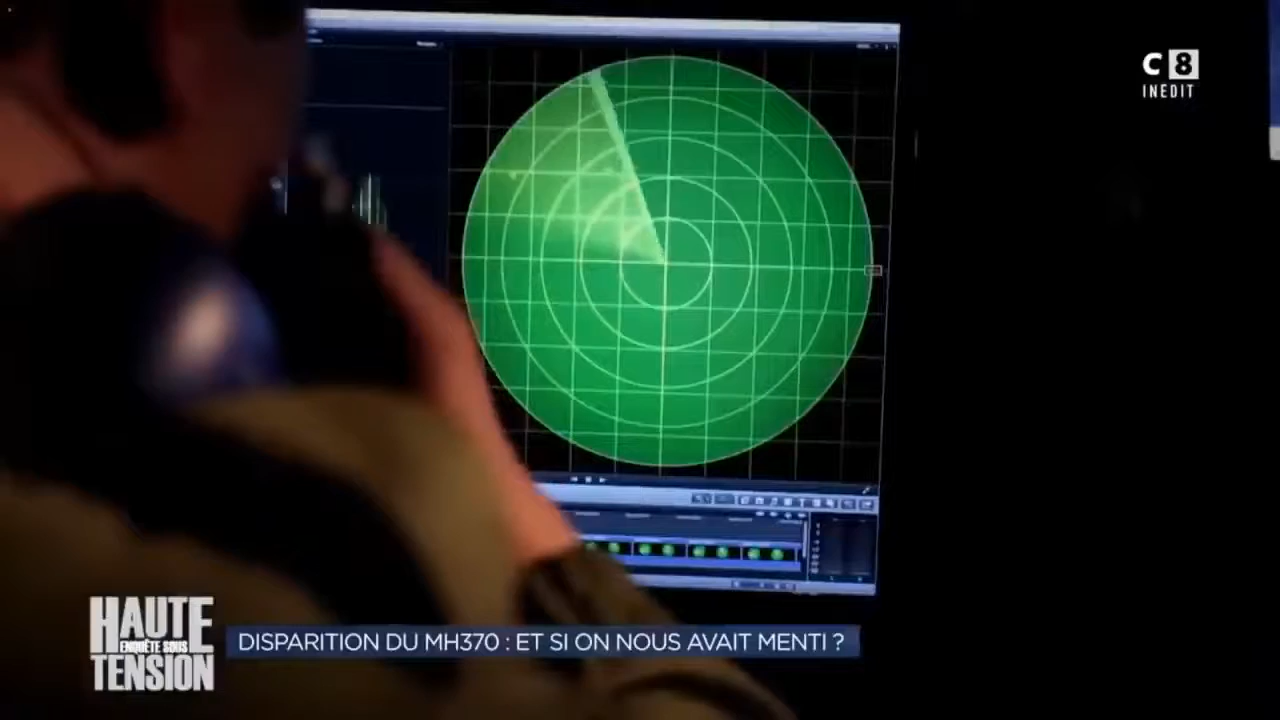 C8
INEDIT
HAUTE
ENQUÊTE SOUS
TENSION
DISPARITION DU MH370 : ET SI ON NOUS AVAIT MENTI ?